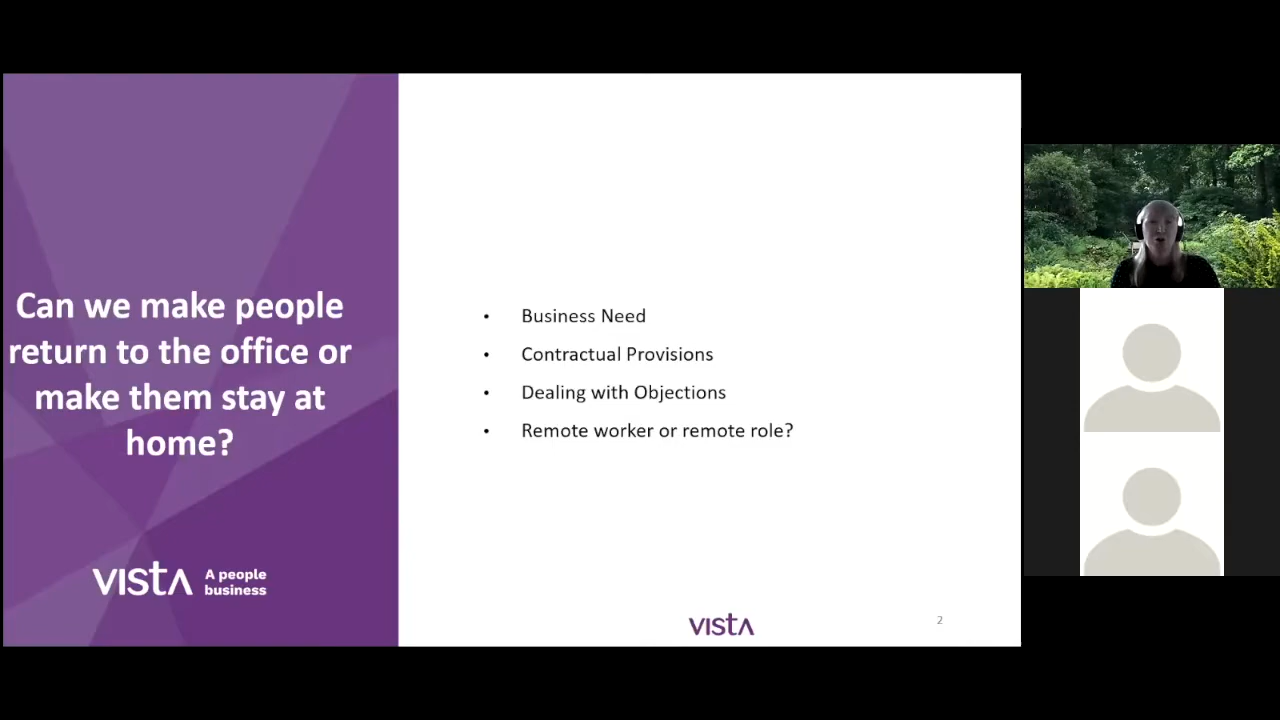 Can we make people
return to the office or
make them stay at
home?
VISTA A people
business
• Business Need
• Contractual Provisions
• Dealing with Objections
• Remote worker or remote role?
VISTA
2